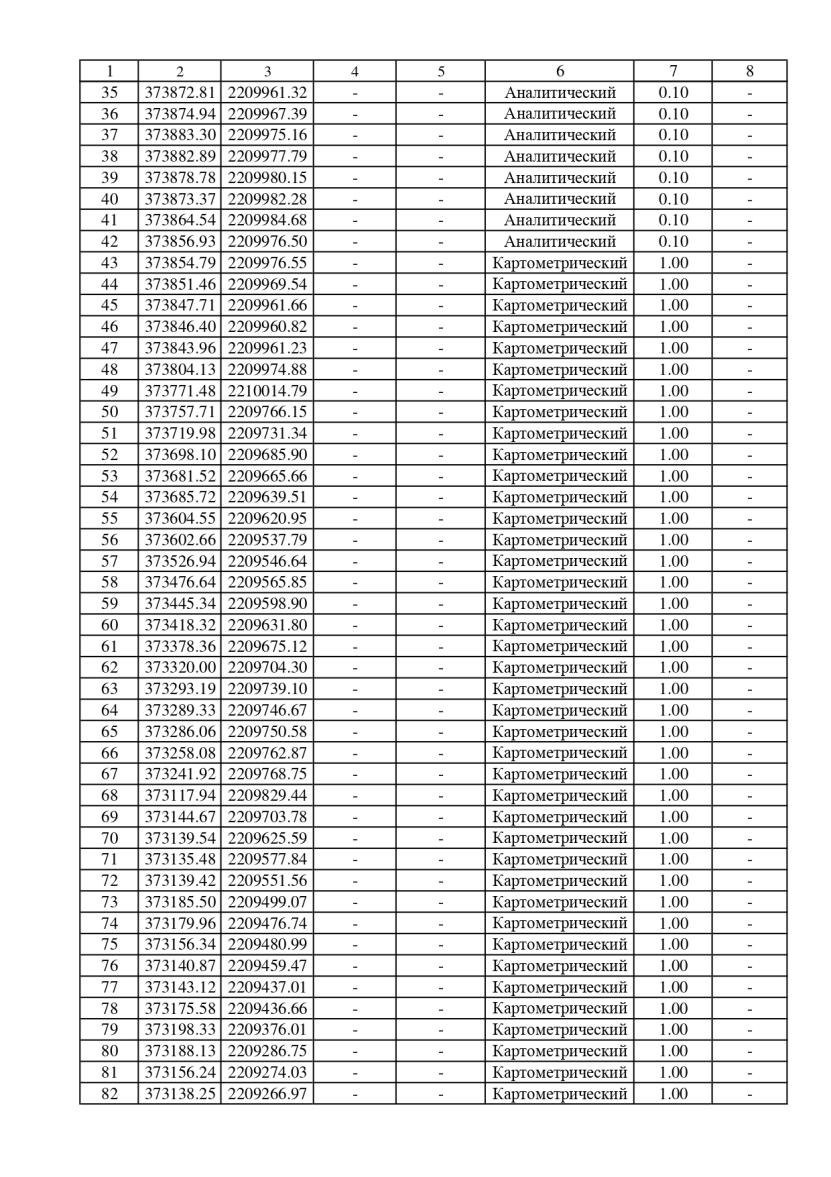 1 2 3 4 5 6 7 8
35 373872.81 2209961.32 - - Аналитический 0.10 -
36 373874.94 2209967.39 - - Аналитический 0.10 -
37 373883.30 2209975.16 - - Аналитический 0.10 -
38 373882.89 2209977.79 - - Аналитический 0.10 -
39 373878.78 2209980.15 - - Аналитический 0.10 -
40 373873.37 2209982.28 - - Аналитический 0.10 -
41 373864.54 2209984.68 - - Аналитический 0.10 -
42 373856.93 2209976.50 - - Аналитический 0.10 -
43 373854.79 2209976.55 - - Картометрический 1.00 -
44 373851.46 2209969.54 - - Картометрический 1.00 -
45 373847.71 2209961.66 - - Картометрический 1.00 -
46 373846.40 2209960.82 - - Картометрический 1.00 -
47 373843.96 2209961.23 - - Картометрический 1.00 -
48 373804.13 2209974.88 - - Картометрический 1.00 -
49 373771.48 2210014.79 - - Картометрический 1.00 -
50 373757.71 2209766.15 - - Картометрический 1.00 -
51 373719.98 2209731.34 - - Картометрический 1.00 -
52 373698.10 2209685.90 - - Картометрический 1.00 -
53 373681.52 2209665.66 - - Картометрический 1.00 -
54 373685.72 2209639.51 - - Картометрический 1.00 -
55 373604.55 2209620.95 - - Картометрический 1.00 -
56 373602.66 2209537.79 - - Картометрический 1.00 -
57 373526.94 2209546.64 - - Картометрический 1.00 -
58 373476.64 2209565.85 - - Картометрический 1.00 -
59 373445.34 2209598.90 - - Картометрический 1.00 -
60 373418.32 2209631.80 - - Картометрический 1.00 -
61 373378.36 2209675.12 - - Картометрический 1.00 -
62 373320.00 2209704.30 - - Картометрический 1.00 -
63 373293.19 2209739.10 - - Картометрический 1.00 -
64 373289.33 2209746.67 - - Картометрический 1.00 -
65 373286.06 2209750.58 - - Картометрический 1.00 -
66 373258.08 2209762.87 - - Картометрический 1.00 -
67 373241.92 2209768.75 - - Картометрический 1.00 -
68 373117.94 2209829.44 - - Картометрический 1.00 -
69 373144.67 2209703.78 - - Картометрический 1.00 -
70 373139.54 2209625.59 - - Картометрический 1.00 -
71 373135.48 2209577.84 - - Картометрический 1.00 -
72 373139.42 2209551.56 - - Картометрический 1.00 -
73 373185.50 2209499.07 - - Картометрический 1.00 -
74 373179.96 2209476.74 - - Картометрический 1.00 -
75 373156.34 2209480.99 - - Картометрический 1.00 -
76 373140.87 2209459.47 - - Картометрический 1.00 -
77 373143.12 2209437.01 - - Картометрический 1.00 -
78 373175.58 2209436.66 - - Картометрический 1.00 -
79 373198.33 2209376.01 - - Картометрический 1.00 -
80 373188.13 2209286.75 - - Картометрический 1.00 -
81 373156.24 2209274.03 - - Картометрический 1.00 -
82 373138.25 2209266.97 - - Картометрический 1.00 -